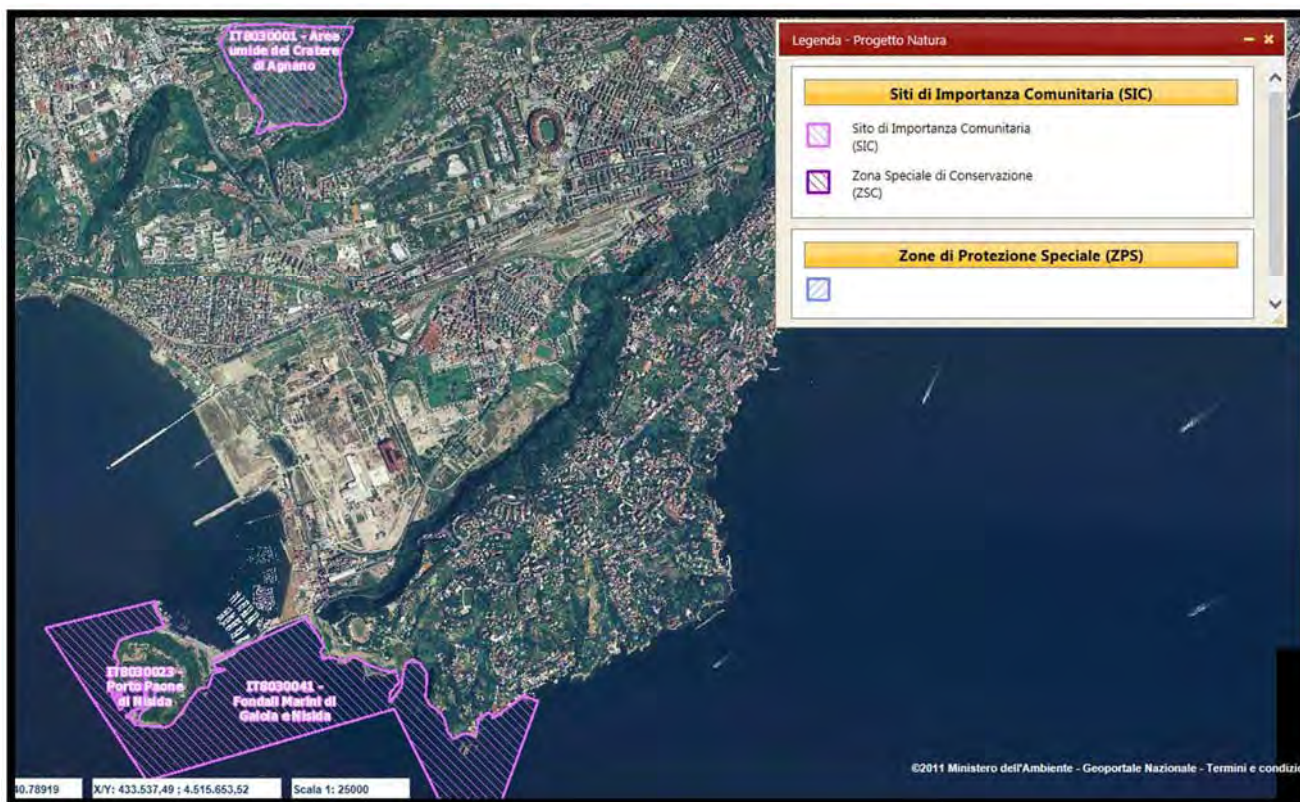 IT8030001 - Aree
umide del Cratere
di Agnano
Legenda - Progetto Natura
Siti di Importanza Comunitaria (SIC)
Sito di Importanza Comunitaria
(SIC)
Zona Speciale di Conservazione
(ZSC)
Zone di Protezione Speciale (ZPS)
IT8030023 -
Porto Paone
di Nisida
IT8030041 -
Fondali Marini di
Gaiola e Nisida
©2011 Ministero dell'Ambiente - Geoportale Nazionale - Termini e condizio
40.78919
X/Y: 433.537,49 ; 4.515.653,52
Scala 1: 25000